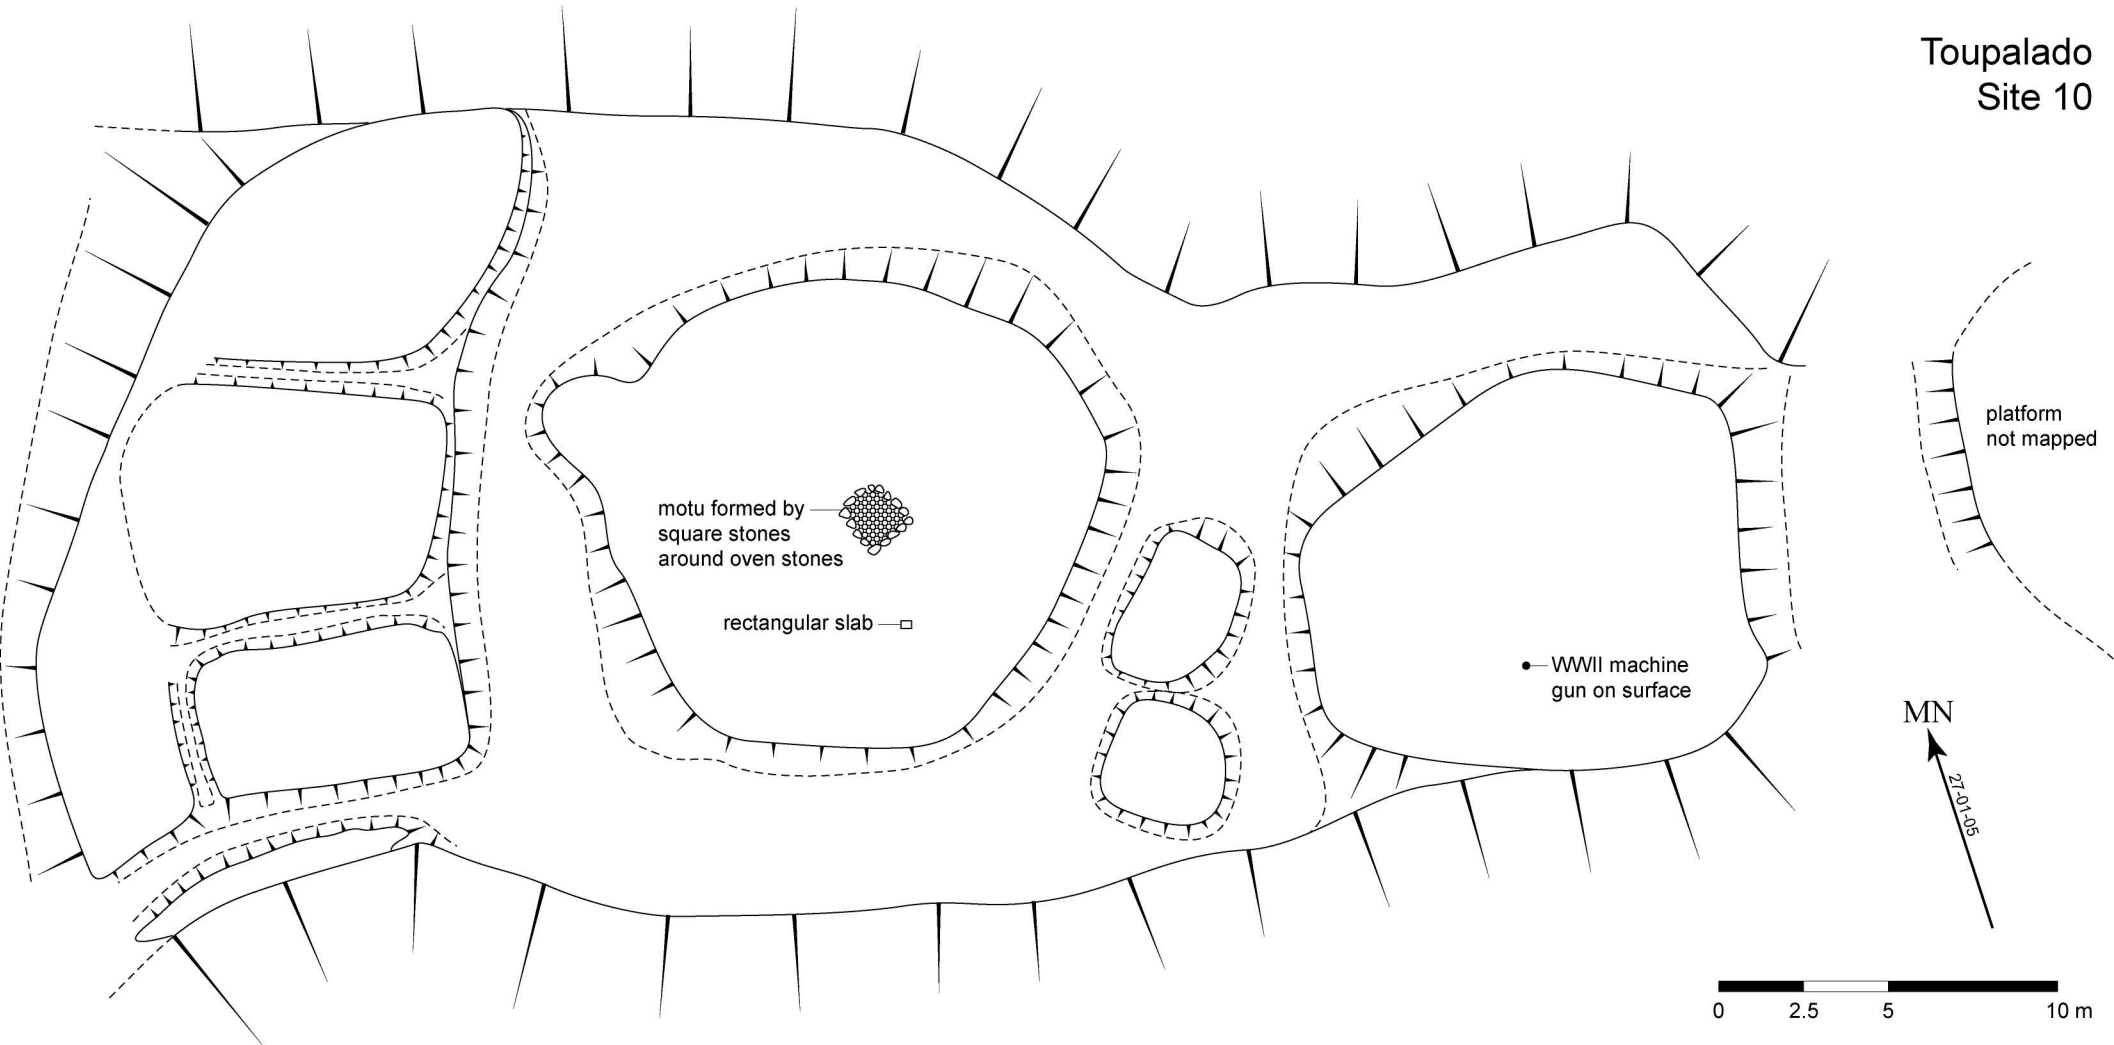 Toupalado
Site 10
platform
not mapped
motu formed by
square stones
around oven stones
rectangular slab
WWII machine
gun on surface
MN
27-01-05
0 2.5 5 10 m